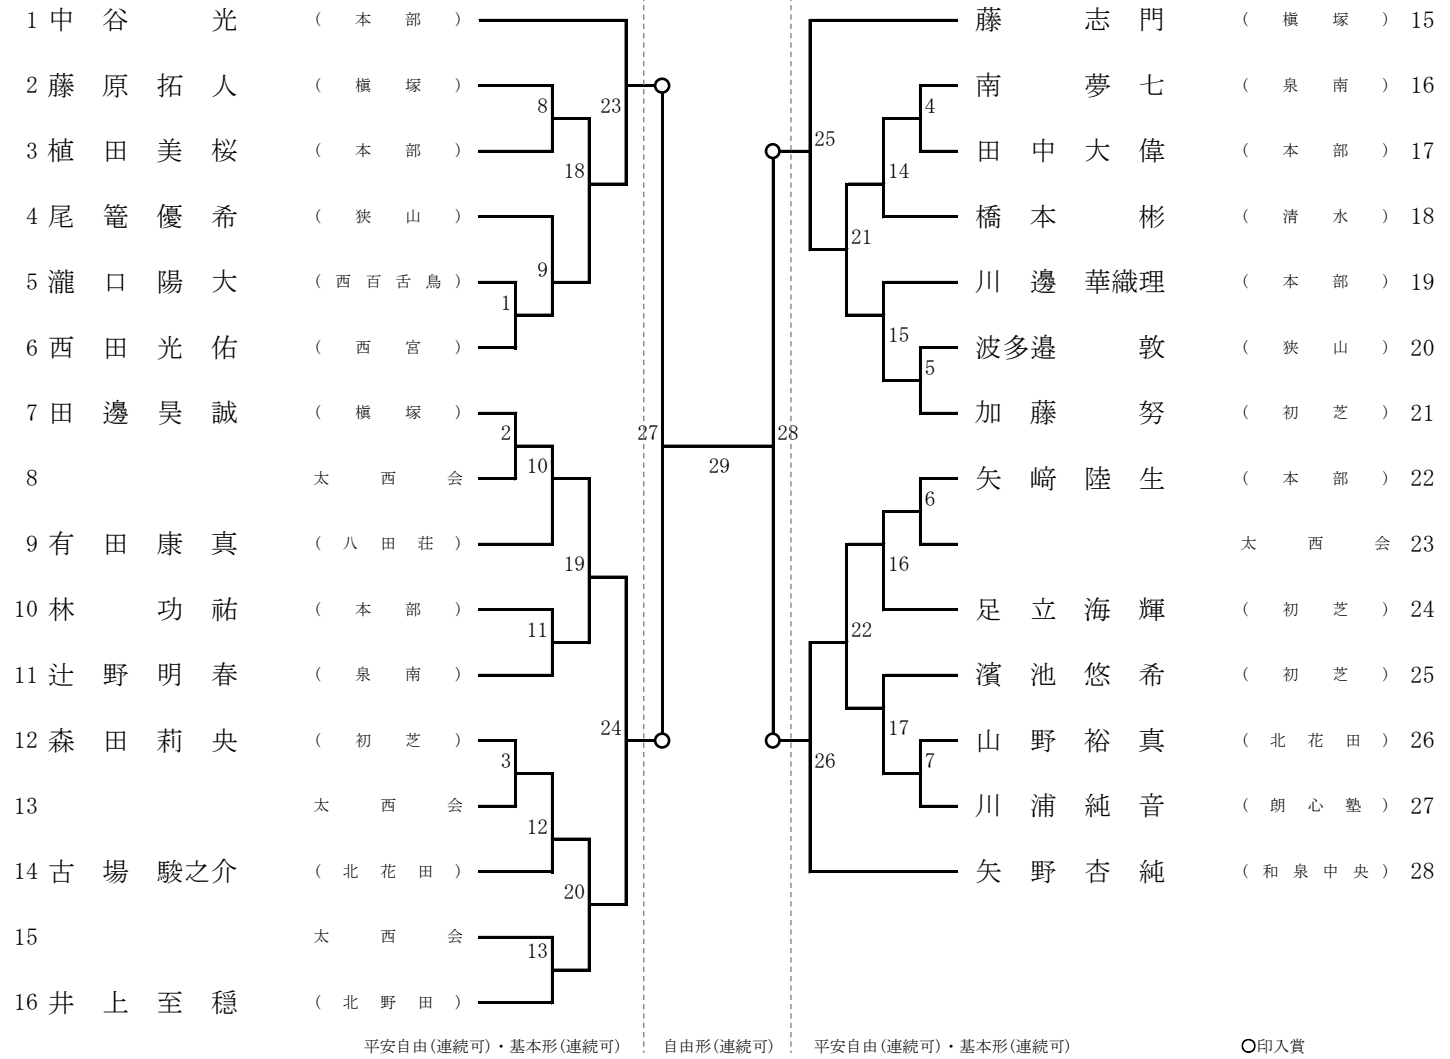 1 中谷 光 (本部)
2 藤原拓人 (槇塚)
3 植田美桜 (本部)
4 尾篭優希 (狭山)
5 瀧口陽大 (西百舌鳥)
6 西田光佑 (西宮)
7 田邊昊誠 (槇塚)
8 太西会
9 有田康真 (八田荘)
10 林 功祐 (本部)
11 辻野明春 (泉南)
12 森田莉央 (初芝)
13 太西会
14 古場駿之介 (北花田)
15 太西会
16 井上至穏 (北野田)
8
23
18
9
1
2
10
19
11
24
3
12
20
13
27
29
28
25
4
14
21
15
5
6
16
22
17
7
26
藤 志門 (槇塚) 15
南 夢七 (泉南) 16
田中大偉 (本部) 17
橋本 彬 (清水) 18
川邊華織理 (本部) 19
波多邉 敦 (狭山) 20
加藤 努 (初芝) 21
矢﨑陸生 (本部) 22
太西会 23
足立海輝 (初芝) 24
濱池悠希 (初芝) 25
山野裕真 (北花田) 26
川浦純音 (朗心塾) 27
矢野杏純 (和泉中央) 28
平安自由(連続可)・基本形(連続可)
自由形(連続可)
平安自由(連続可)・基本形(連続可)
○印入賞